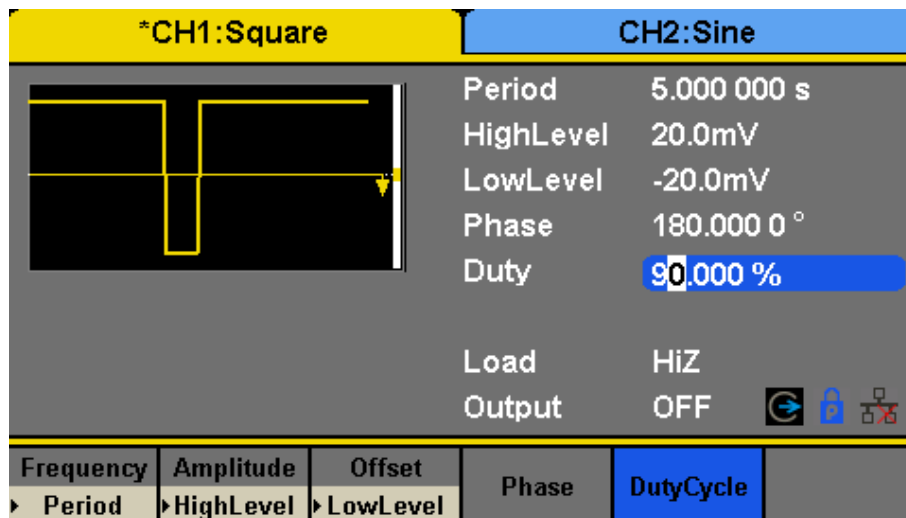 *CH1:Square CH2:Sine
Period 5.000 000 s
HighLevel 20.0mV
LowLevel -20.0mV
Phase 180.000 0 °
Duty 90.000 %
Load HiZ
Output OFF P
Frequency Amplitude Offset Phase DutyCycle
Period HighLevel LowLevel